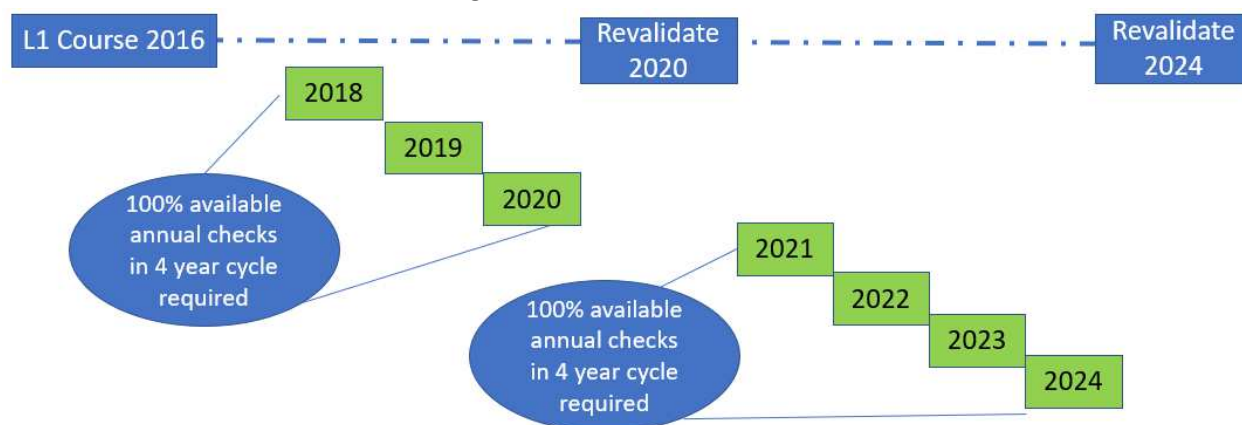 L1 Course 2016
Revalidate
2020
Revalidate
2024
2018
2019
2020
100% available
annual checks
in 4 year cycle
required
2021
2022
2023
2024
100% available
annual checks
in 4 year cycle
required